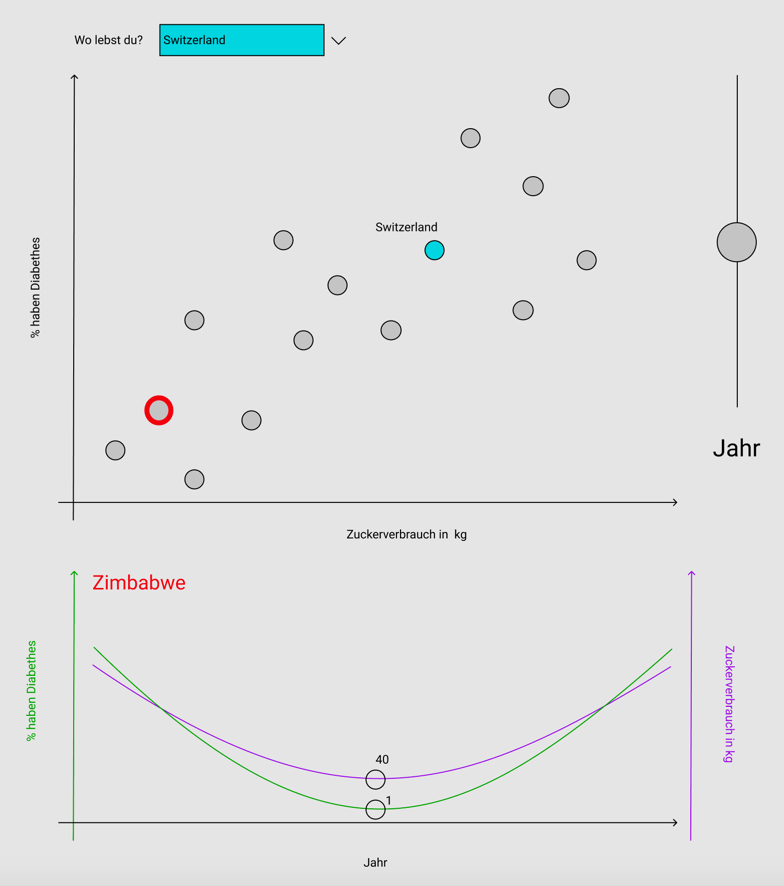 Wo lebst du?
Switzerland
Switzerland
% haben Diabethes
Jahr
Zuckerverbrauch in kg
Zimbabwe
% haben Diabethes
Zuckerverbrauch in kg
40
1
Jahr